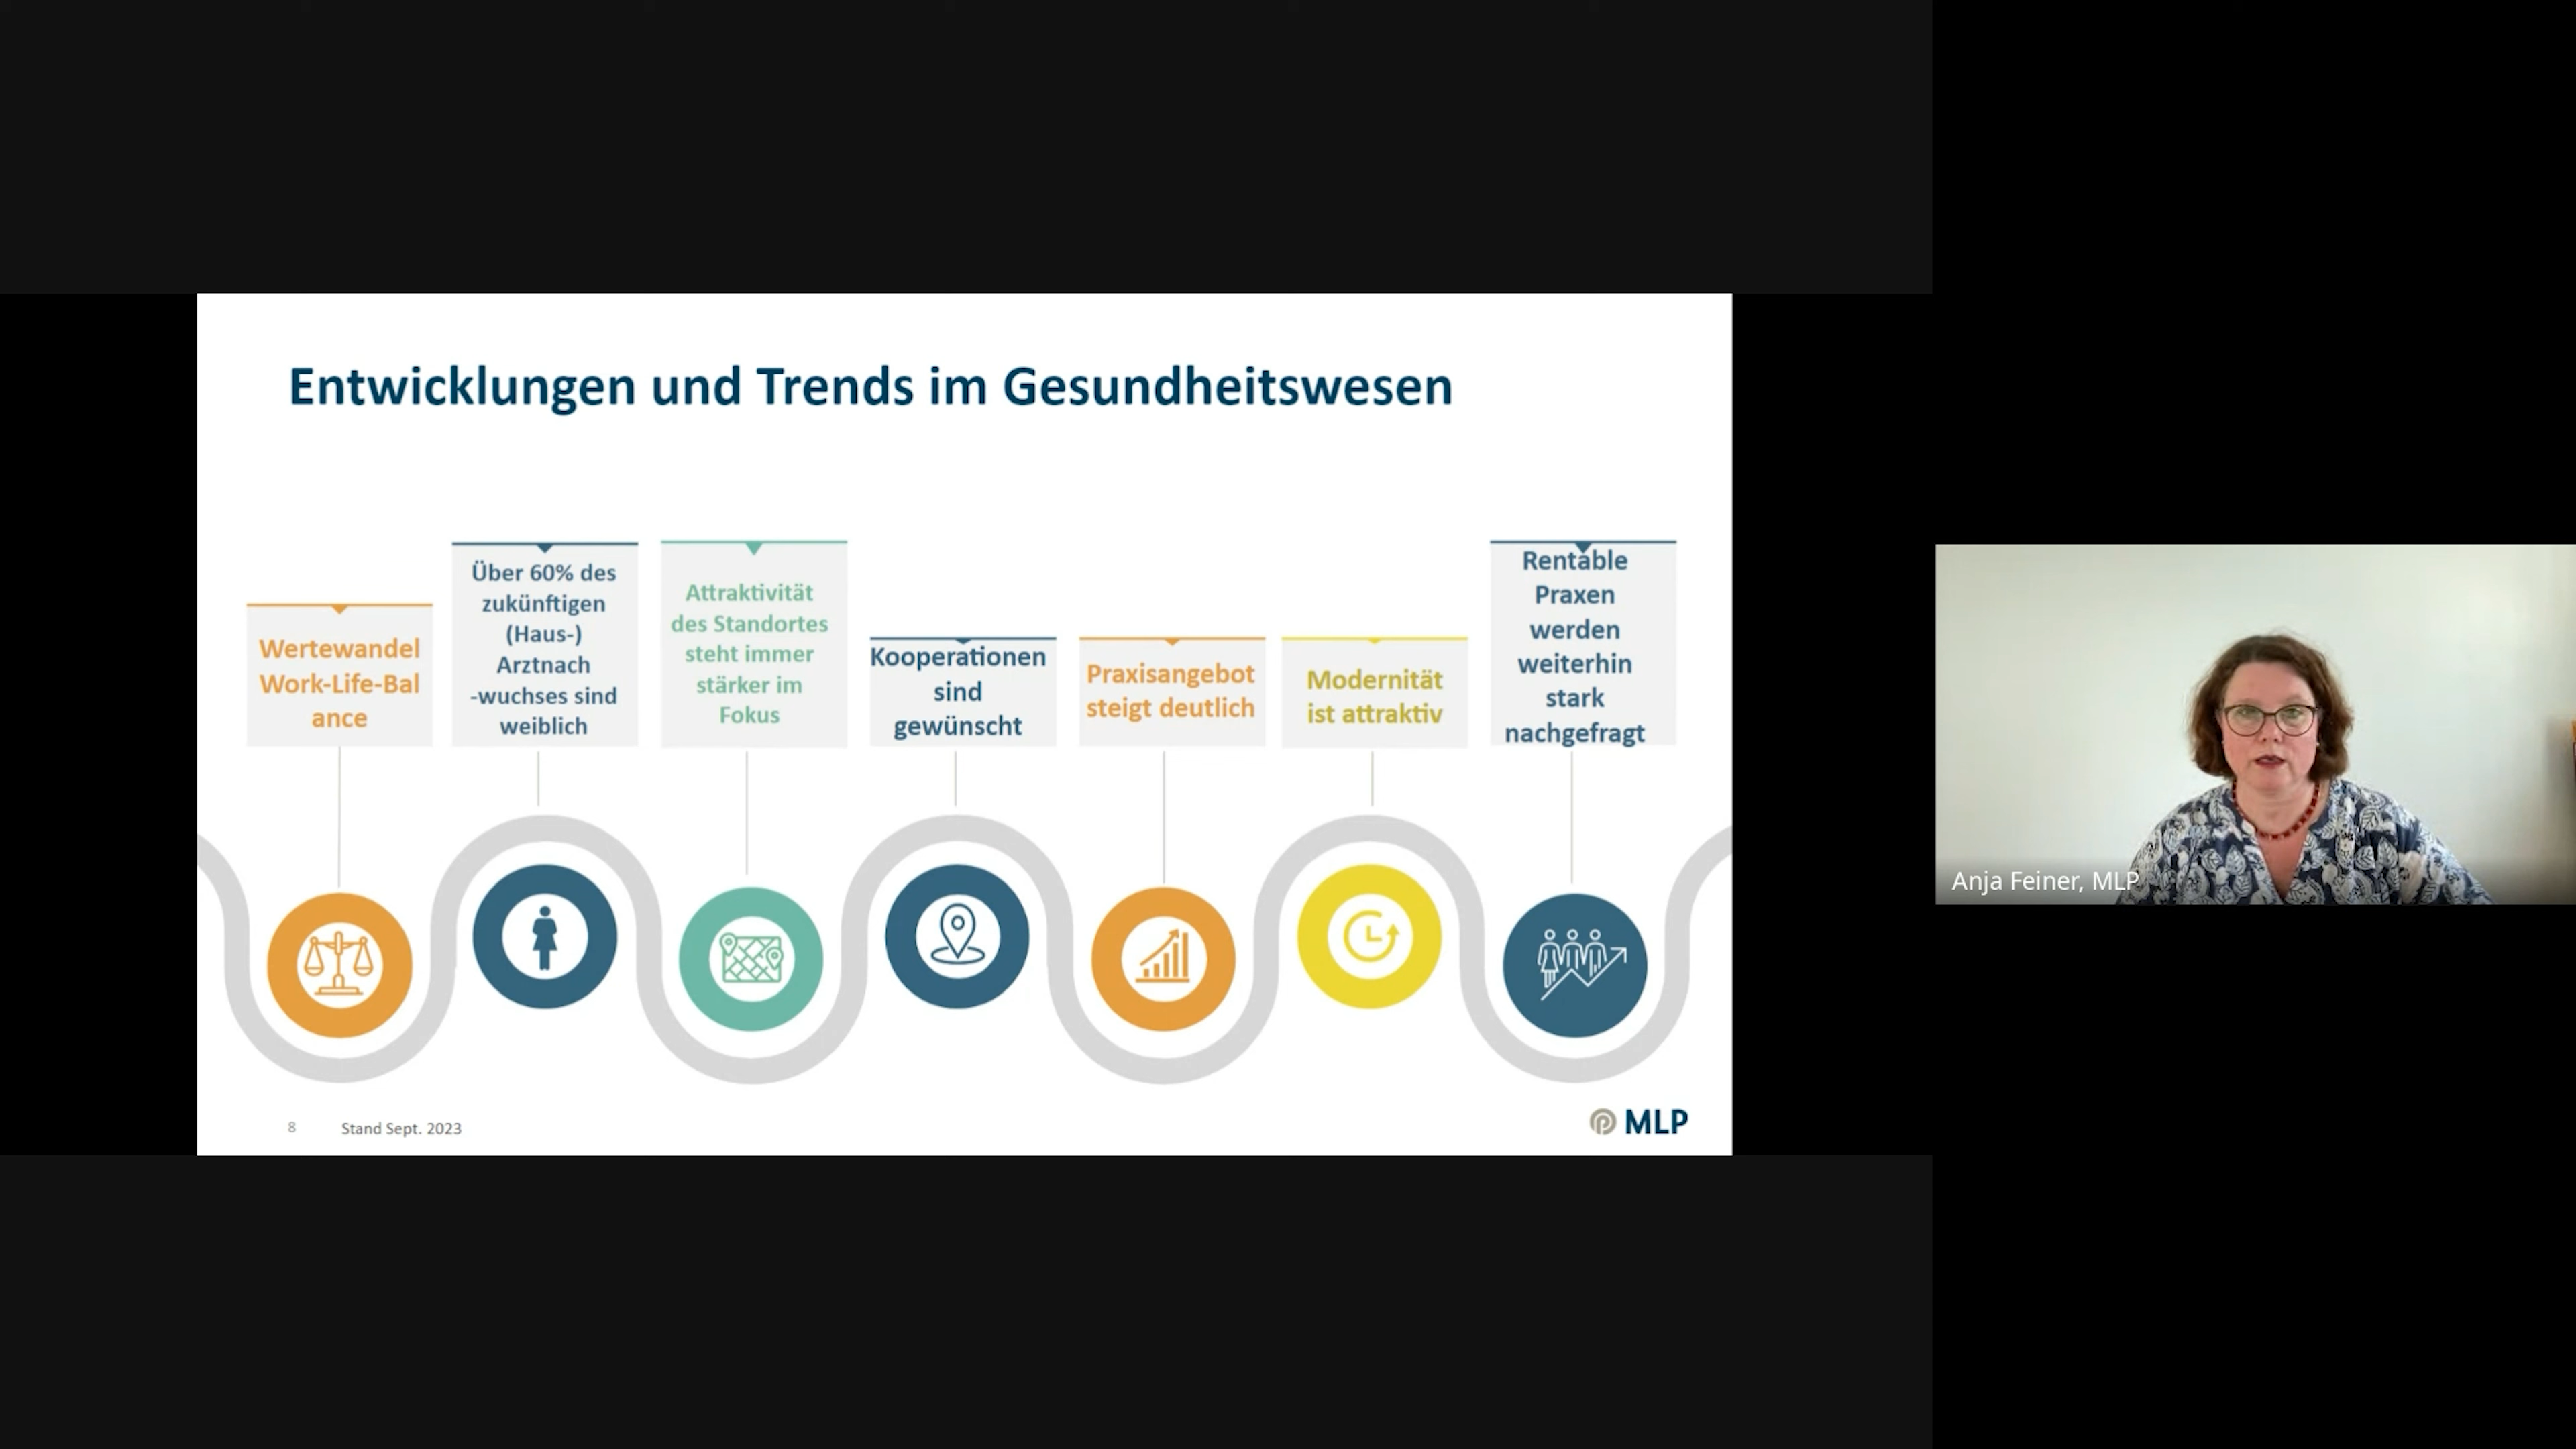 Entwicklungen und Trends im Gesundheitswesen
Wertewandel
Work-Life-Bal
ance
Über 60% des
zukünftigen
(Haus-)
Arztnach
-wuchses sind
weiblich
Attraktivität
des Standortes
steht immer
stärker im
Fokus
Kooperationen
sind
gewünscht
Praxisangebot
steigt deutlich
Modernität
ist attraktiv
Rentable
Praxen
werden
weiterhin
stark
nachgefragt
8
Stand Sept. 2023
MLP
Anja Feiner, MLP